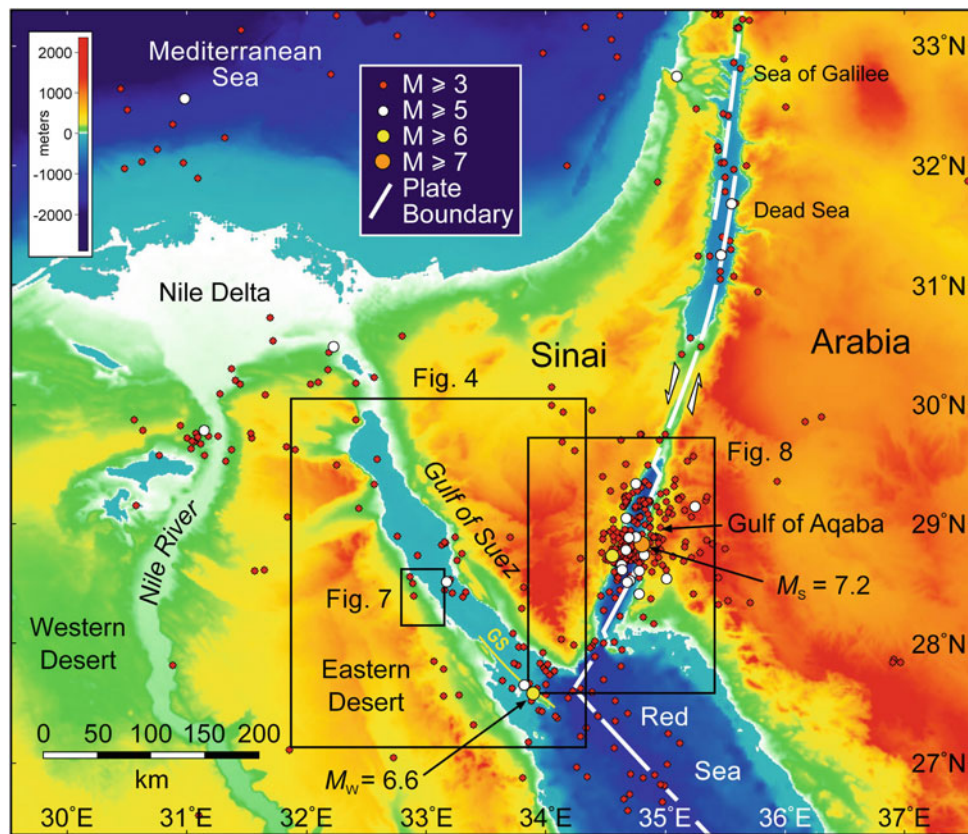 2000
1000
0
-1000
-2000
meters
Mediterranean
Sea
M ⩾ 3
M ⩾ 5
M ⩾ 6
M ⩾ 7
Plate
Boundary
33˚N
Sea of Galilee
32˚N
Dead Sea
31˚N
Nile Delta
Sinai
Arabia
Fig. 4
30˚N
Fig. 8
Gulf of Suez
Gulf of Aqaba
29˚N
Nile River
Fig. 7
Ms = 7.2
Western
Desert
GS
28˚N
Eastern
Desert
Red
Sea
0 50 100 150 200
km
Mw = 6.6
27˚N
30˚E 31˚E 32˚E 33˚E 34˚E 35˚E 36˚E 37˚E